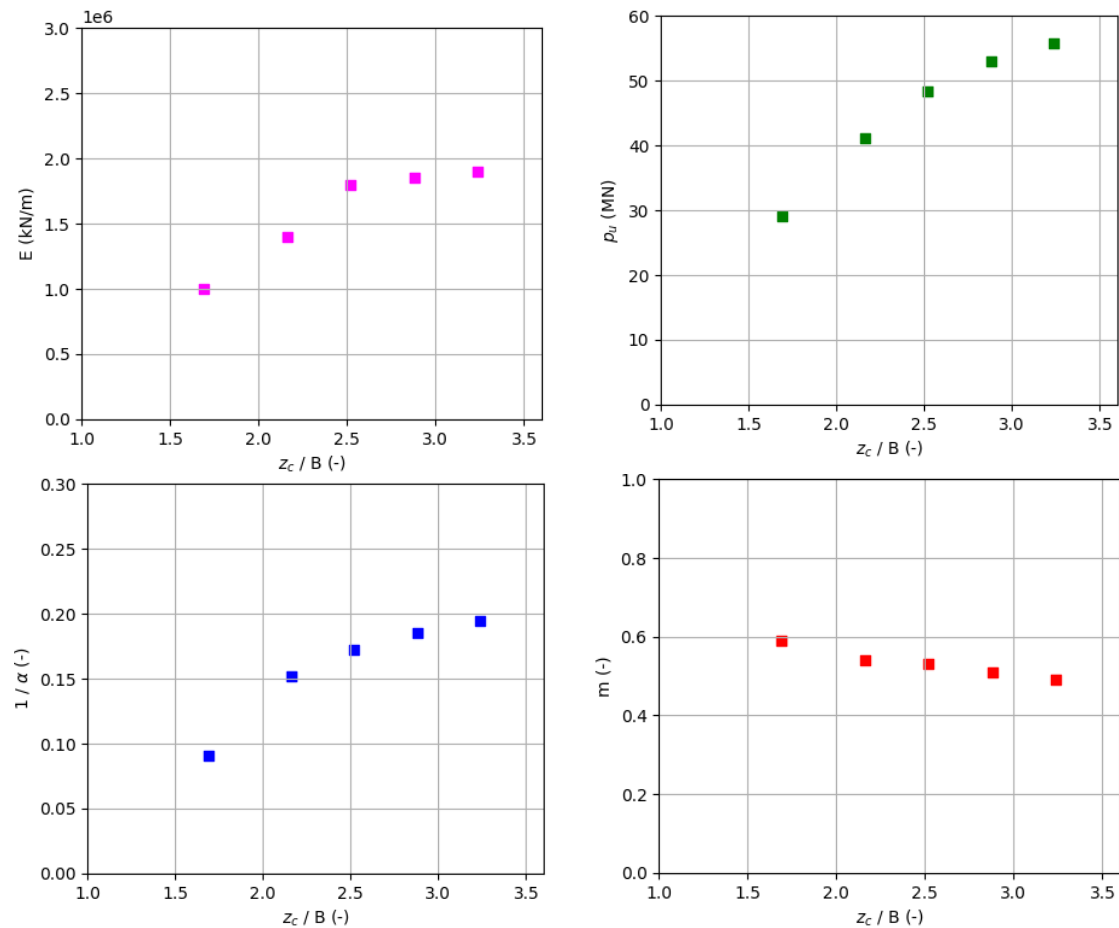 1e6
3.0
2.5
2.0
1.5
1.0
0.5
0.0
E (kN/m)
1.0 1.5 2.0 2.5 3.0 3.5
z_c / B (-)
60
50
40
30
20
10
0
p_u (MN)
1.0 1.5 2.0 2.5 3.0 3.5
z_c / B (-)
0.30
0.25
0.20
0.15
0.10
0.05
0.00
1 / α (-)
1.0 1.5 2.0 2.5 3.0 3.5
z_c / B (-)
1.0
0.8
0.6
0.4
0.2
0.0
m (-)
1.0 1.5 2.0 2.5 3.0 3.5
z_c / B (-)